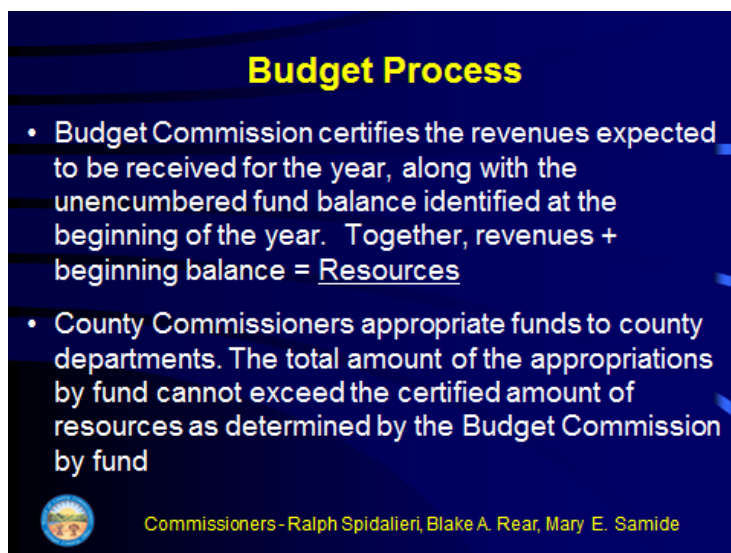 Budget Process
• Budget Commission certifies the revenues expected
to be received for the year, along with the
unencumbered fund balance identified at the
beginning of the year.  Together, revenues +
beginning balance = Resources
• County Commissioners appropriate funds to county
departments. The total amount of the appropriations
by fund cannot exceed the certified amount of
resources as determined by the Budget Commission
by fund
Commissioners - Ralph Spidalieri, Blake A. Rear, Mary E. Samide